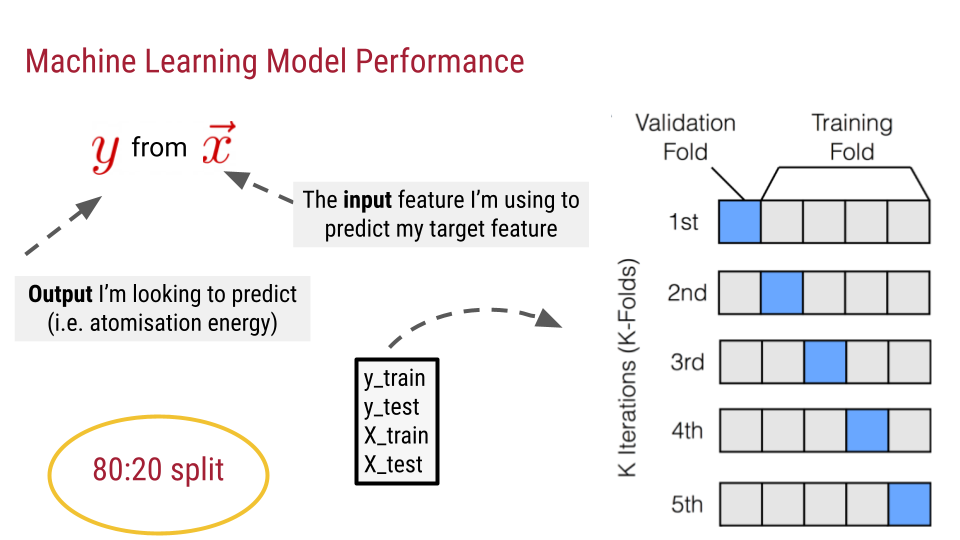 Machine Learning Model Performance
y from x⃗
The input feature I'm using to
predict my target feature
Output I'm looking to predict
(i.e. atomisation energy)
y_train
y_test
X_train
X_test
80:20 split
Validation
Fold
Training
Fold
K Iterations (K-Folds)
1st
2nd
3rd
4th
5th